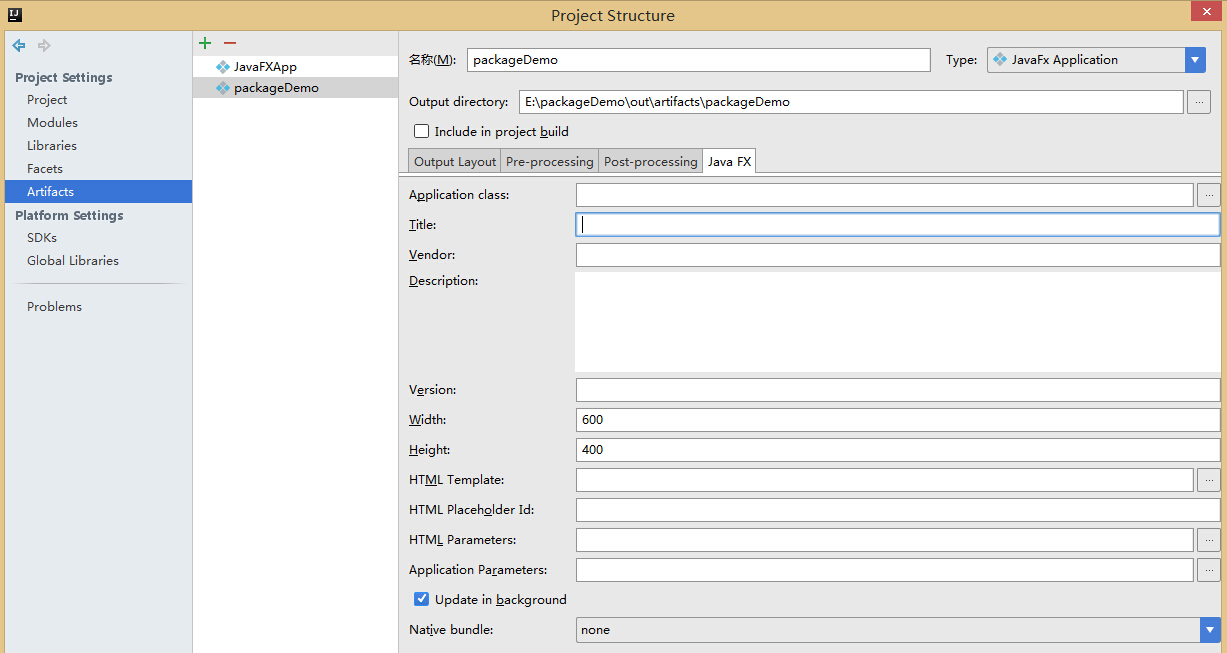 Project Structure
Project Settings
Project
Modules
Libraries
Facets
Artifacts
Platform Settings
SDKs
Global Libraries
Problems
JavaFXApp
packageDemo
名称(M): packageDemo Type: JavaFx Application
Output directory: E:\packageDemo\out\artifacts\packageDemo ...
Include in project build
Output Layout Pre-processing Post-processing Java FX
Application class: ...
Title:
Vendor:
Description:
Version:
Width: 600
Height: 400
HTML Template: ...
HTML Placeholder Id:
HTML Parameters: ...
Application Parameters: ...
Update in background
Native bundle: none